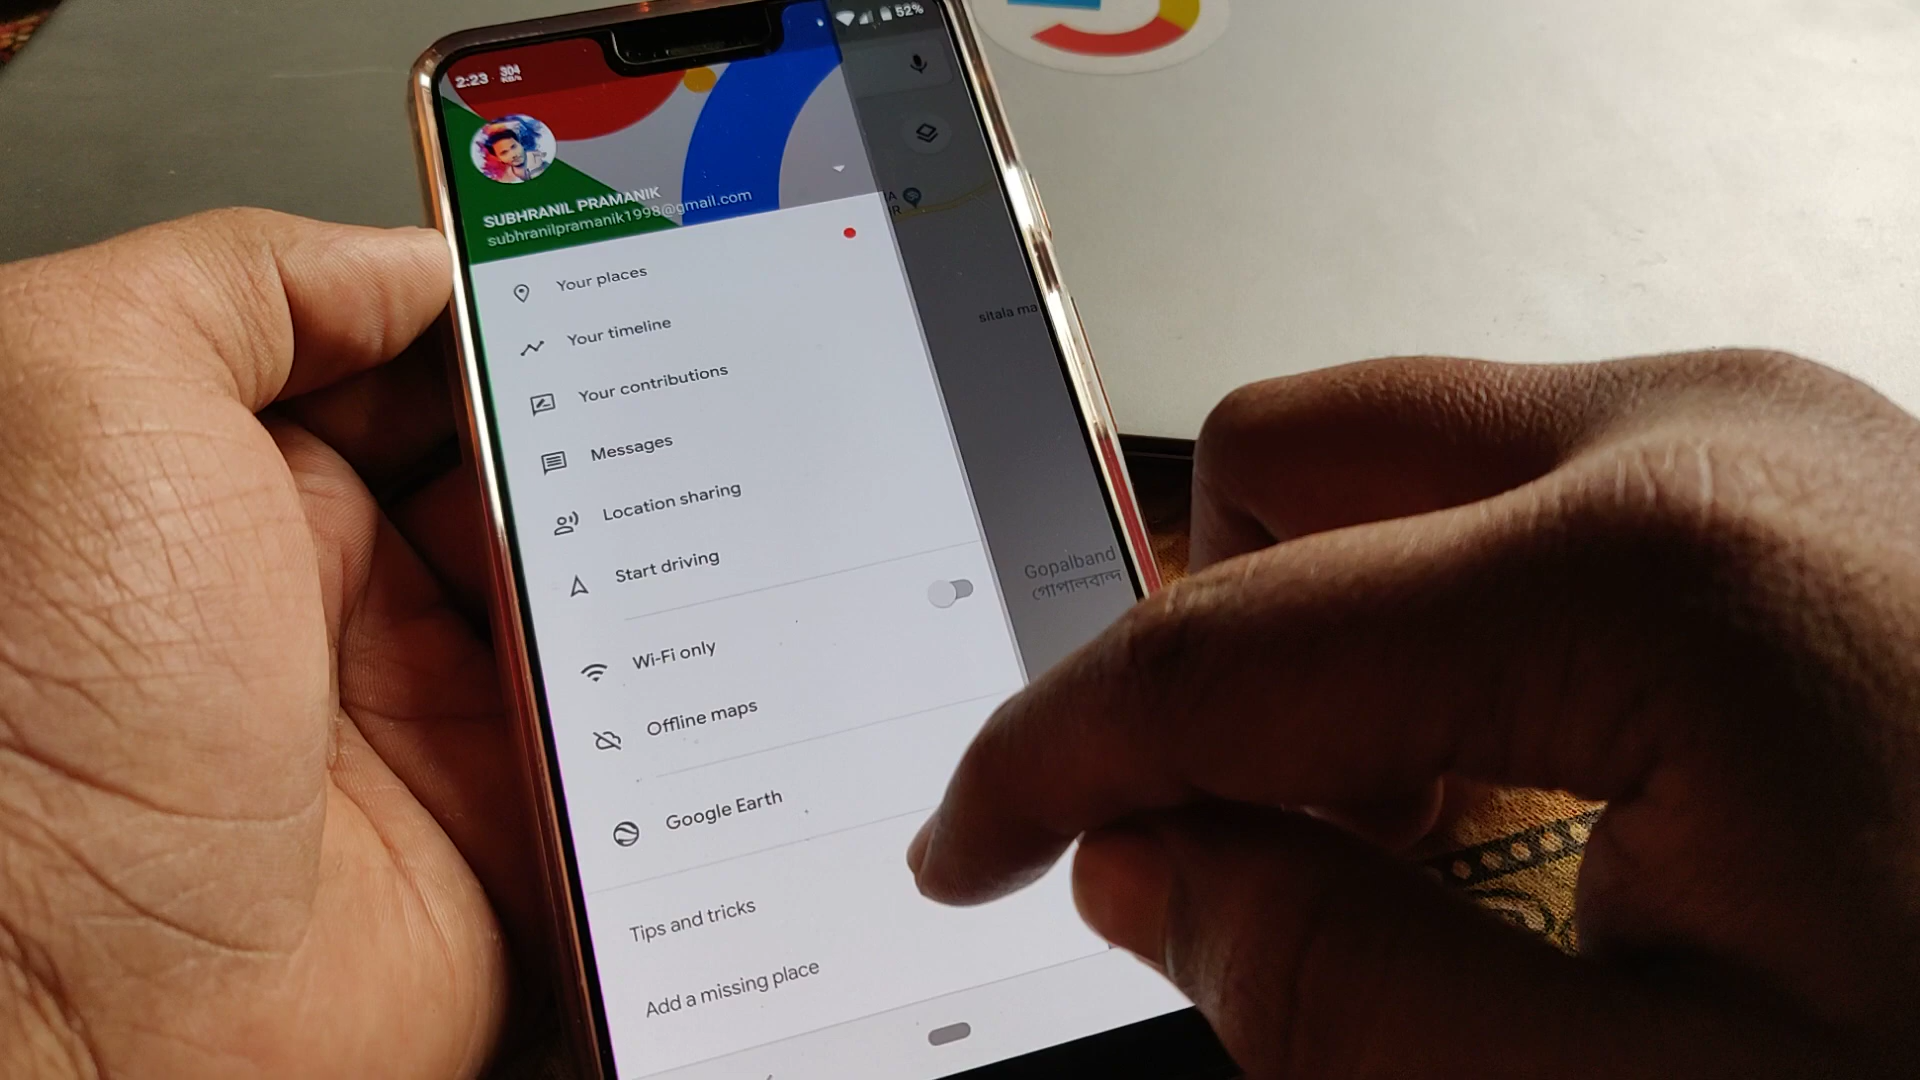 2:23 304 KB/s 52%
SUBHRANIL PRAMANIK
subhranilpramanik1998@gmail.com
Your places
Your timeline
Your contributions
Messages
Location sharing
Start driving
Wi-Fi only
Offline maps
Google Earth
Tips and tricks
Add a missing place
sitala ma
Gopalband
গোপালবান্দ